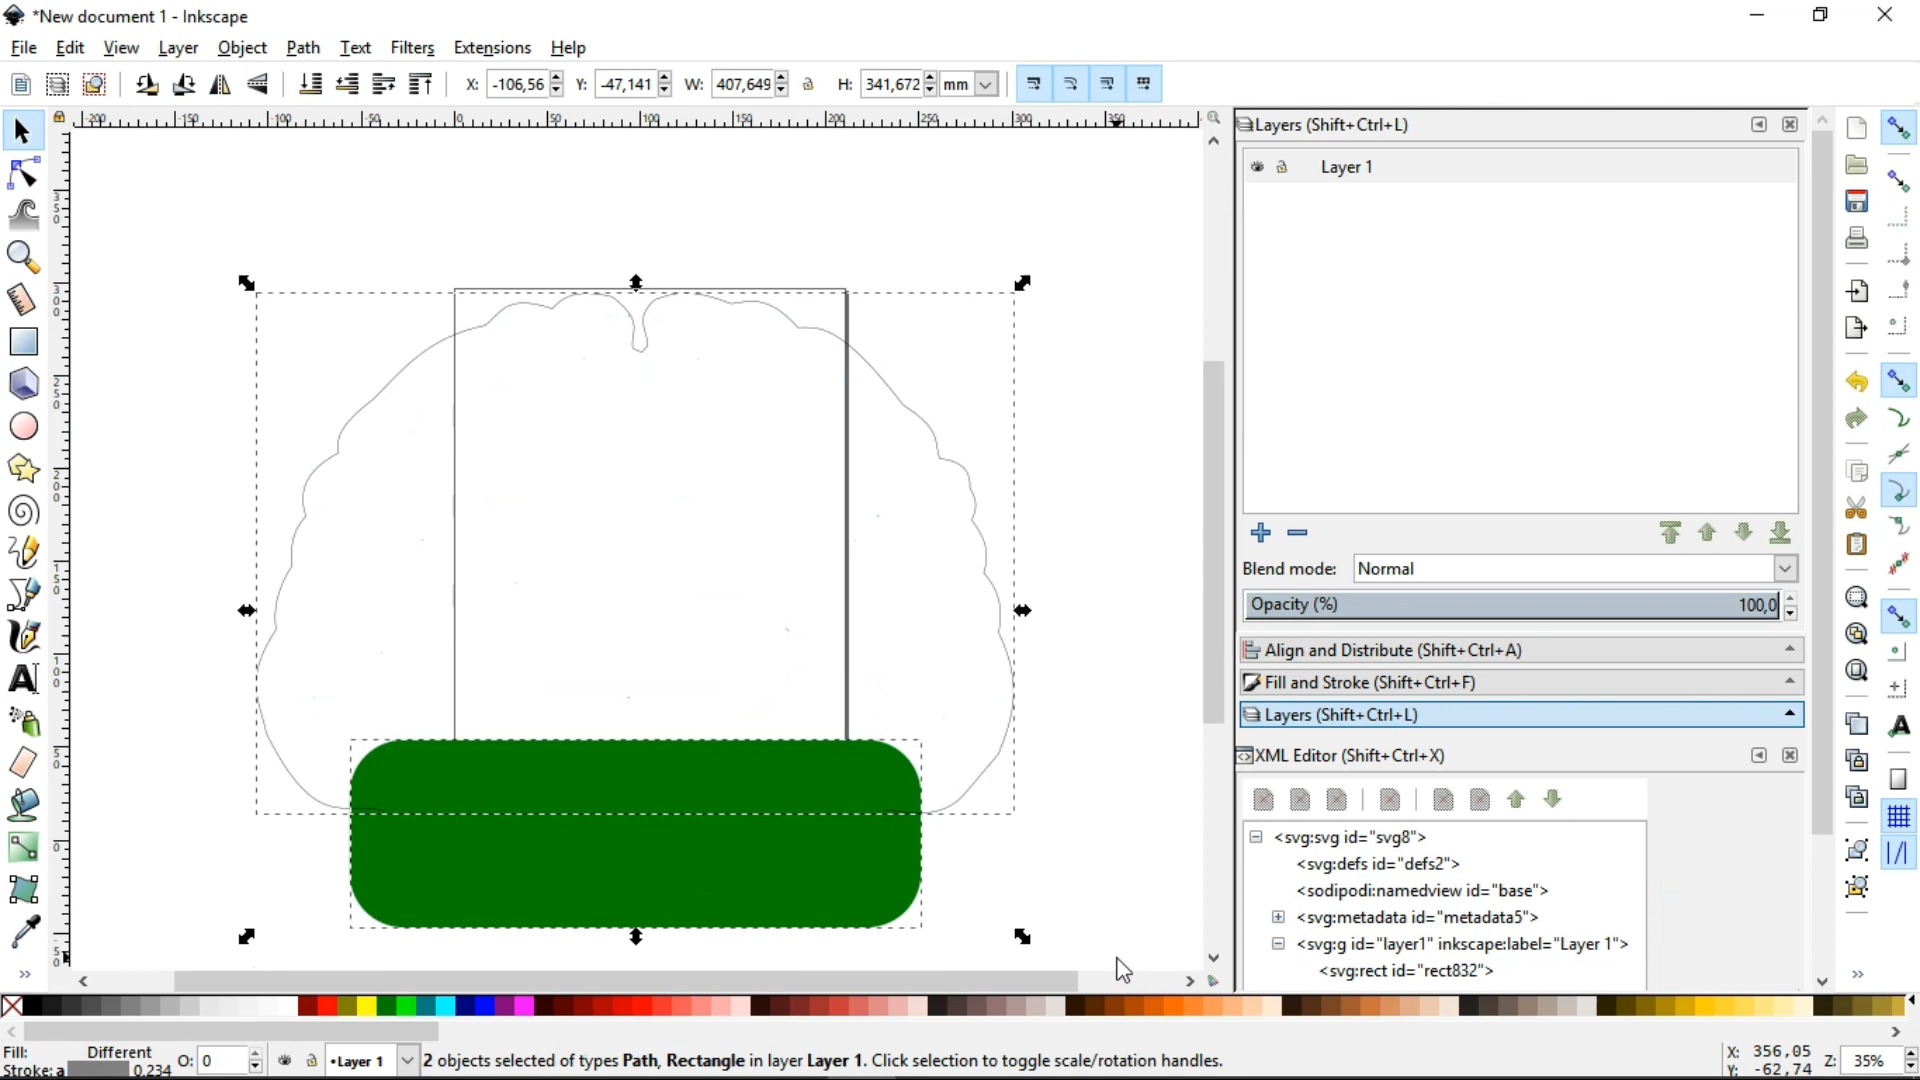 *New document 1 - Inkscape
File Edit View Layer Object Path Text Filters Extensions Help
X: -106,56 Y: -47,141 W: 407,649 H: 341,672 mm
Layers (Shift+Ctrl+L)
Layer 1
Blend mode: Normal
Opacity (%) 100,0
Align and Distribute (Shift+Ctrl+A)
Fill and Stroke (Shift+Ctrl+F)
Layers (Shift+Ctrl+L)
XML Editor (Shift+Ctrl+X)
<svg:svg id="svg8">
<svg:defs id="defs2">
<sodipodi:namedview id="base">
<svg:metadata id="metadata5">
<svg:g id="layer1" inkscape:label="Layer 1">
<svg:rect id="rect832">
Fill: Different
Stroke: a 0.234
O: 0
•Layer 1
2 objects selected of types Path, Rectangle in layer Layer 1. Click selection to toggle scale/rotation handles.
X: 356,05
Y: -62,74
Z: 35%